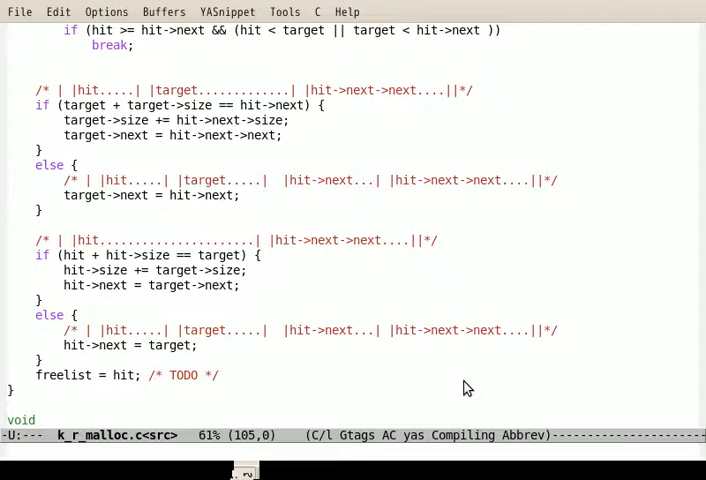 File Edit Options Buffers YASnippet Tools C Help
if (hit >= hit->next && (hit < target || target < hit->next ))
break;
/* | |hit.....| |target.............| |hit->next->next....||*/
if (target + target->size == hit->next) {
target->size += hit->next->size;
target->next = hit->next->next;
}
else {
/* | |hit.....| |target.....|  |hit->next...| |hit->next->next....||*/
target->next = hit->next;
}
/* | |hit......................| |hit->next->next....||*/
if (hit + hit->size == target) {
hit->size += target->size;
hit->next = target->next;
}
else {
/* | |hit.....| |target.....|  |hit->next...| |hit->next->next....||*/
hit->next = target;
}
freelist = hit; /* TODO */
}
void
-U:---  k_r_malloc.c<src>   61% (105,0)    (C/l Gtags AC yas Compiling Abbrev)----------------------